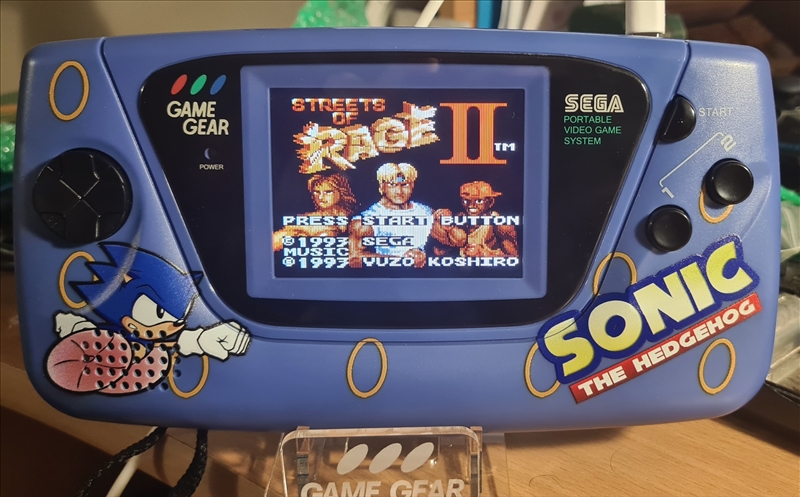 GAME
GEAR
POWER
STREETS
OF
RAGE II TM
PRESS START BUTTON
©1993 SEGA
MUSIC
©1993 YUZO KOSHIRO
SEGA
PORTABLE
VIDEO GAME
SYSTEM
START
2
1
SONIC
THE HEDGEHOG
GAME GEAR